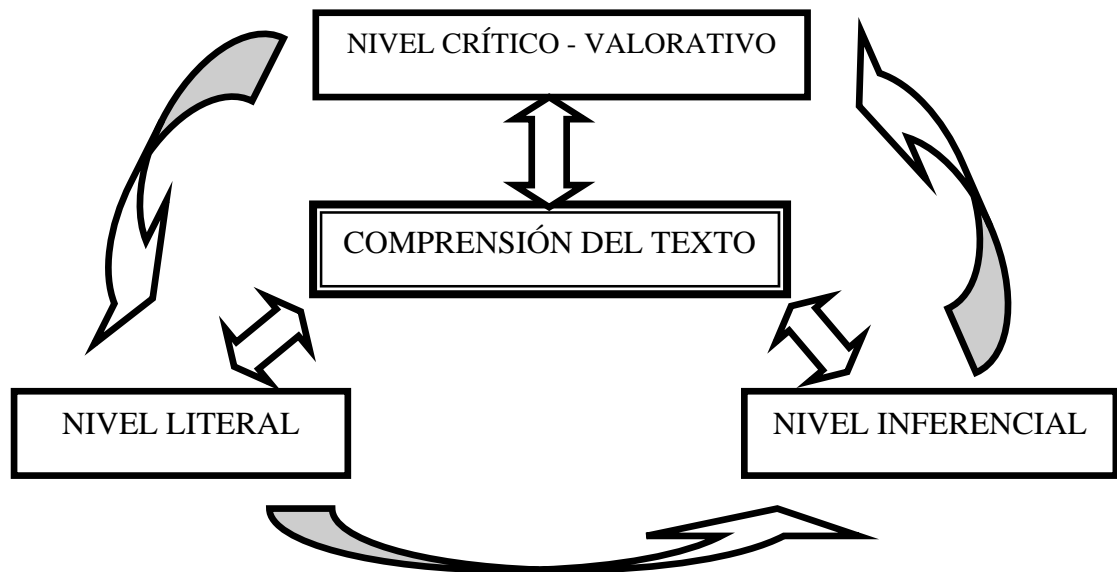 NIVEL CRÍTICO - VALORATIVO
COMPRENSIÓN DEL TEXTO
NIVEL LITERAL
NIVEL INFERENCIAL